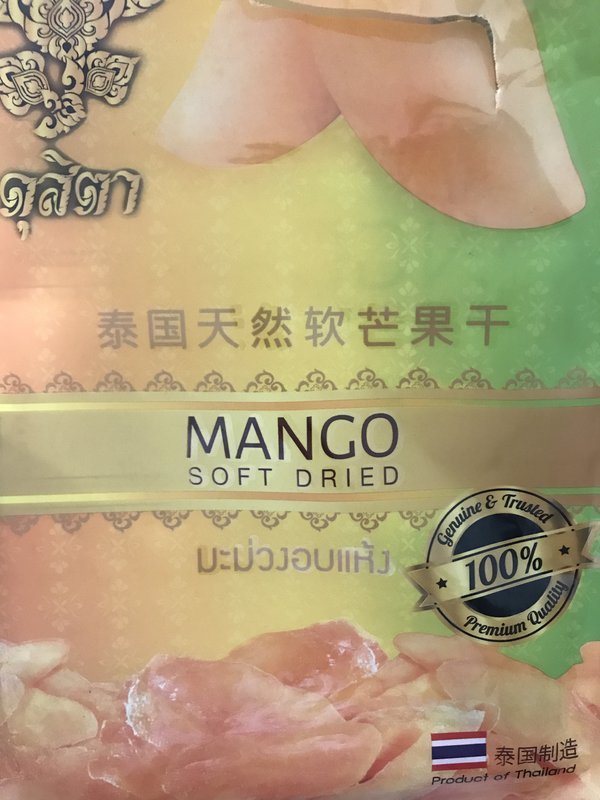 ดุสิตา
泰国天然软芒果干
MANGO
SOFT DRIED
มะม่วงอบแห้ง
Genuine & Trusted
100%
Premium Quality
泰国制造
Product of Thailand